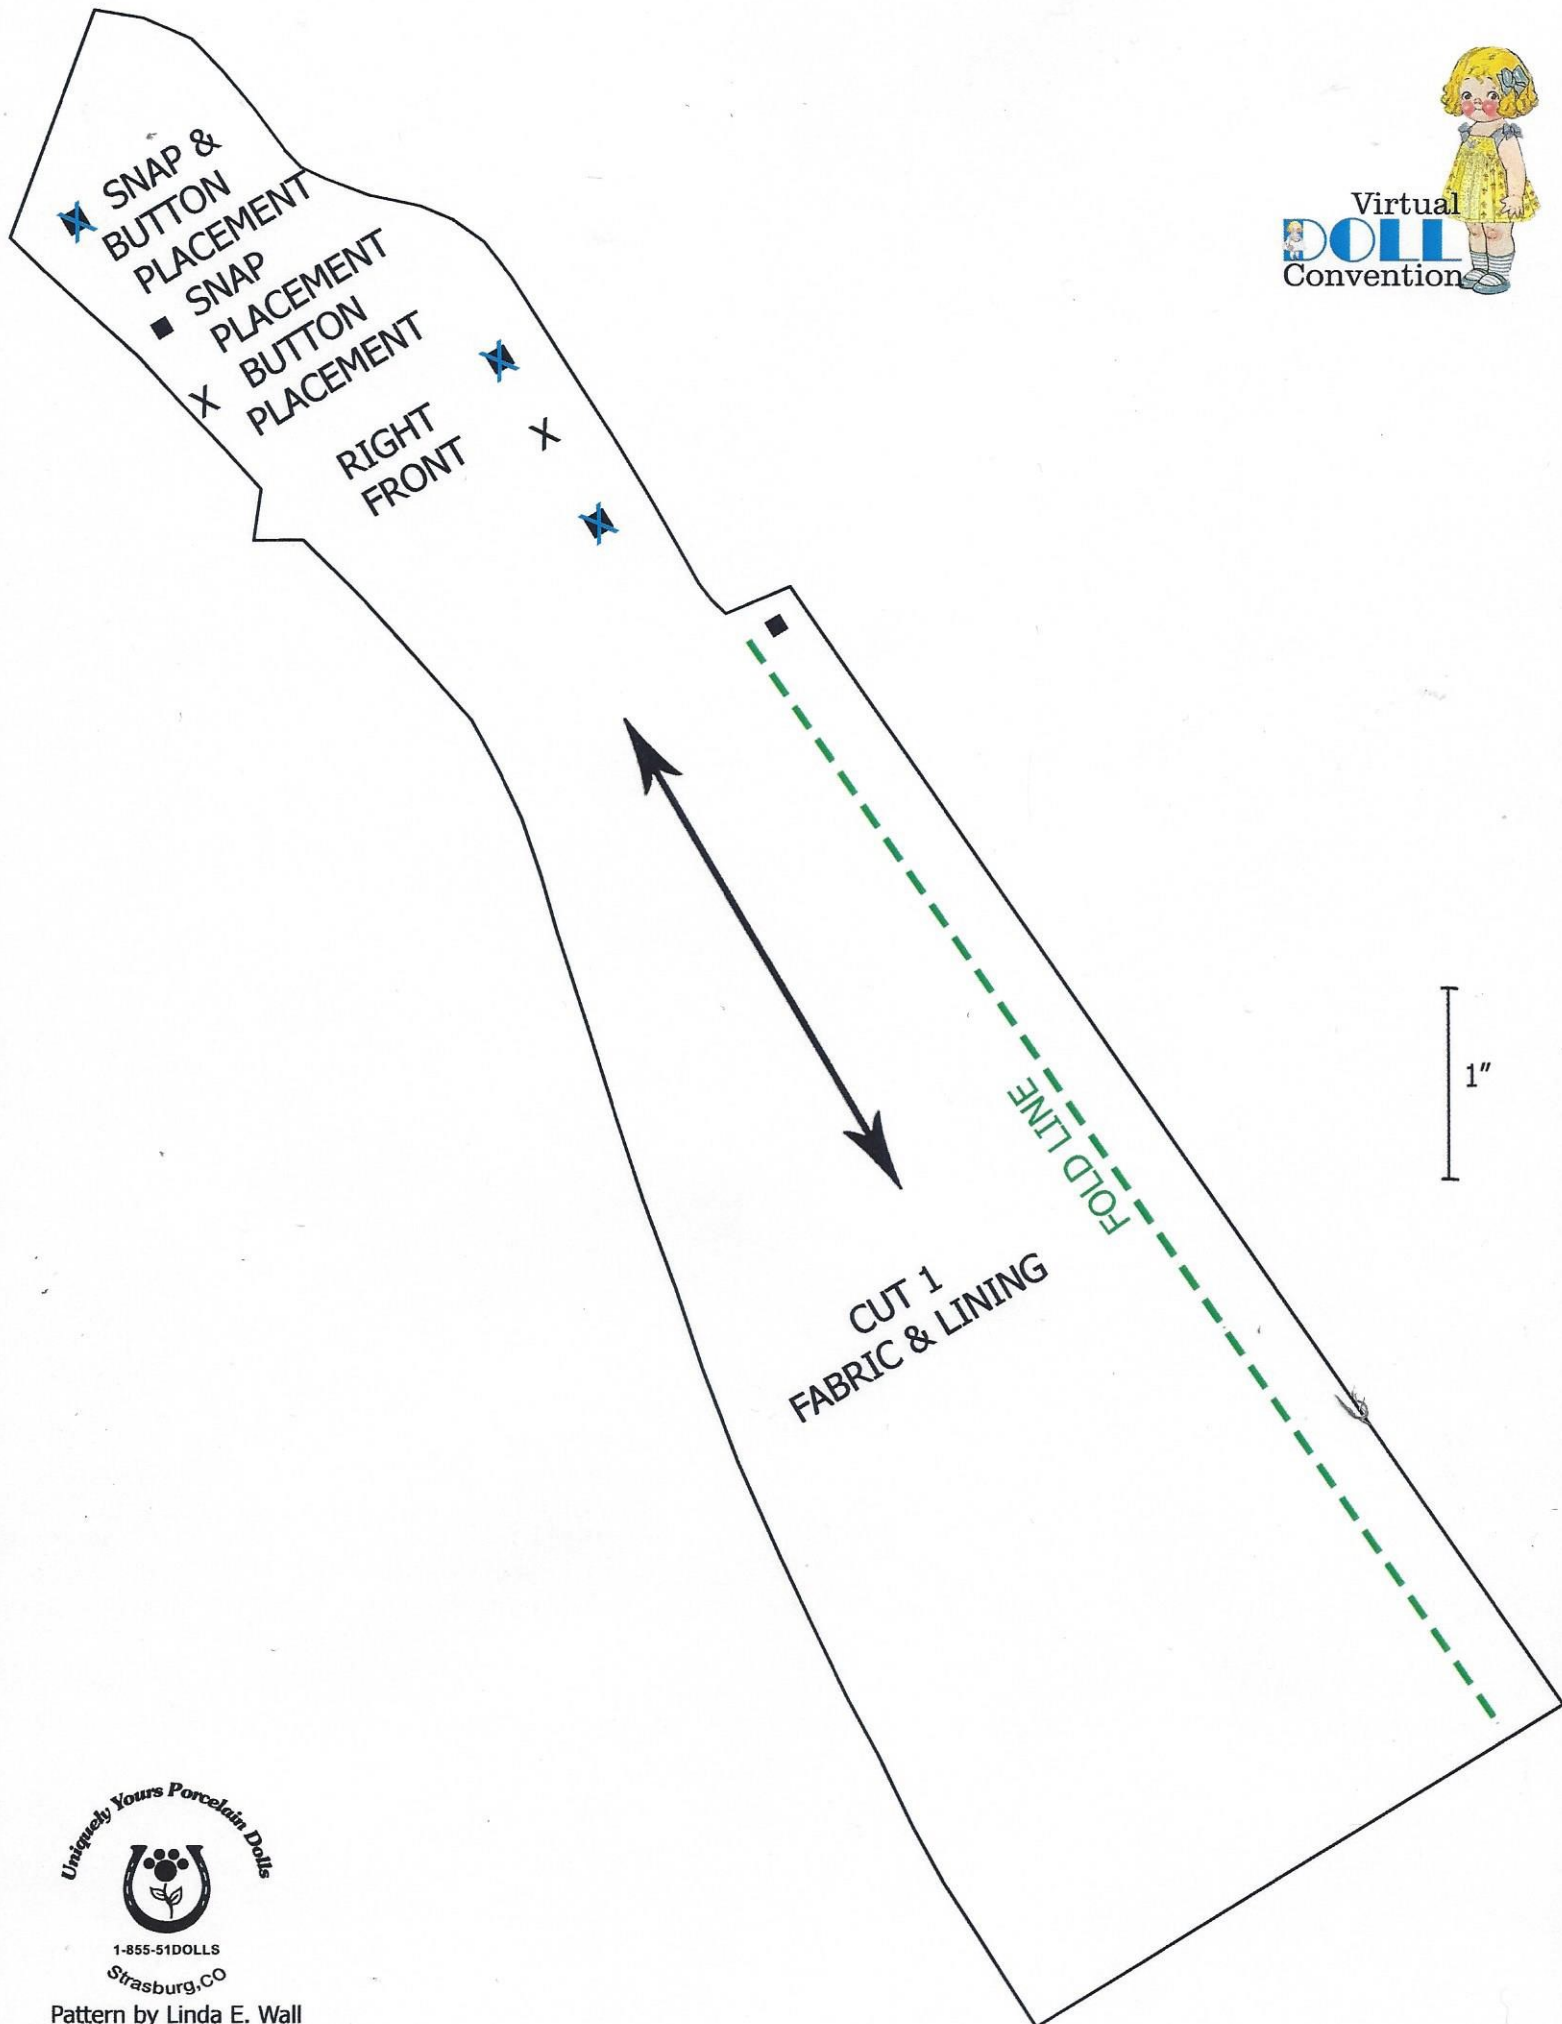 SNAP &
BUTTON
PLACEMENT
SNAP
PLACEMENT
X BUTTON
PLACEMENT
RIGHT
FRONT
X
Virtual
DOLL
Convention
1"
FOLD LINE
CUT 1
FABRIC & LINING
Uniquely Yours Porcelain Dolls
1-855-51DOLLS
Strasburg,CO
Pattern by Linda E. Wall